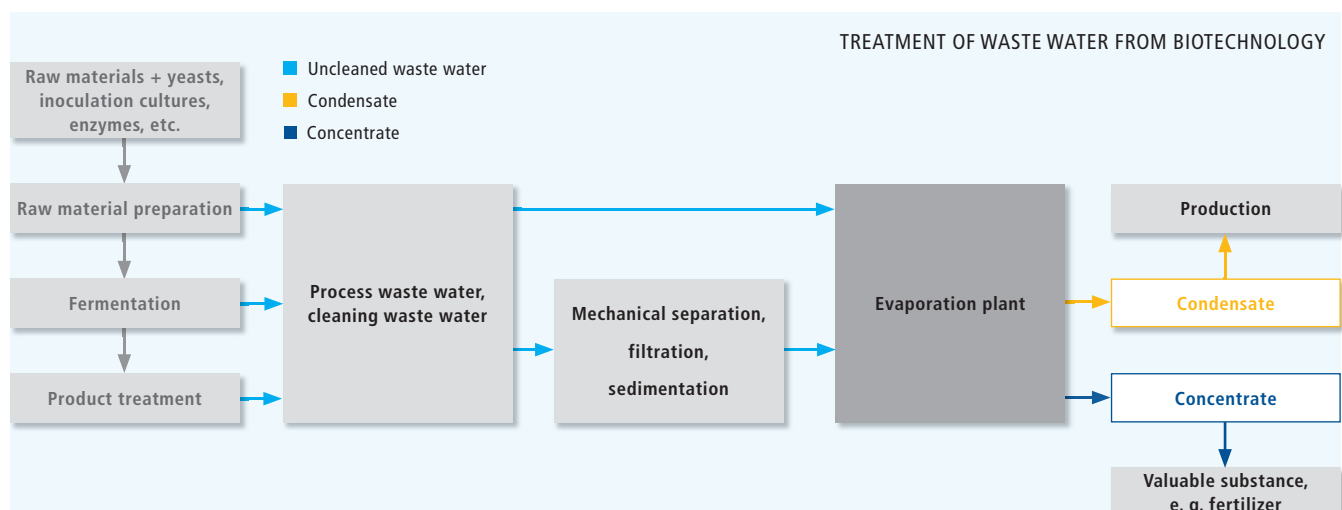 TREATMENT OF WASTE WATER FROM BIOTECHNOLOGY
Uncleaned waste water
Condensate
Concentrate
Raw materials + yeasts,
inoculation cultures,
enzymes, etc.
Raw material preparation
Fermentation
Product treatment
Process waste water,
cleaning waste water
Mechanical separation,
filtration,
sedimentation
Evaporation plant
Production
Condensate
Concentrate
Valuable substance,
e. g. fertilizer